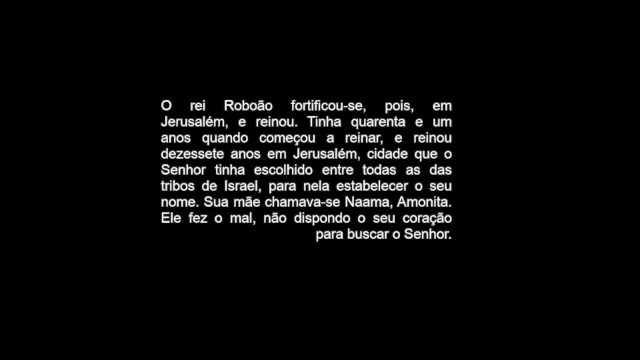 O rei Roboão fortificou-se, pois, em
Jerusalém, e reinou. Tinha quarenta e um
anos quando começou a reinar, e reinou
dezessete anos em Jerusalém, cidade que o
Senhor tinha escolhido entre todas as das
tribos de Israel, para nela estabelecer o seu
nome. Sua mãe chamava-se Naama, Amonita.
Ele fez o mal, não dispondo o seu coração
para buscar o Senhor.